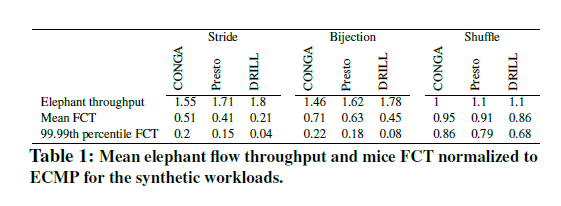 Stride Bijection Shuffle
CONGA Presto DRILL CONGA Presto DRILL CONGA Presto DRILL
Elephant throughput 1.55 1.71 1.8 1.46 1.62 1.78 1 1.1 1.1
Mean FCT 0.51 0.41 0.21 0.71 0.63 0.45 0.95 0.91 0.86
99.99th percentile FCT 0.2 0.15 0.04 0.22 0.18 0.08 0.86 0.79 0.68
Table 1: Mean elephant flow throughput and mice FCT normalized to
ECMP for the synthetic workloads.